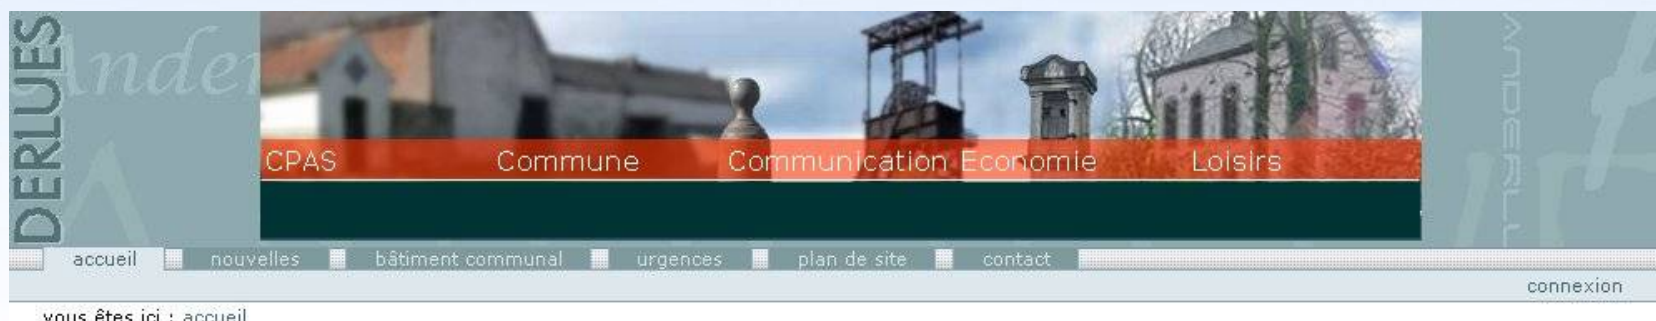 DERLUES
Ander
CPAS Commune Communication Economie Loisirs
ANDERLU
accueil nouvelles bâtiment communal urgences plan de site contact
connexion
vous êtes ici : accueil